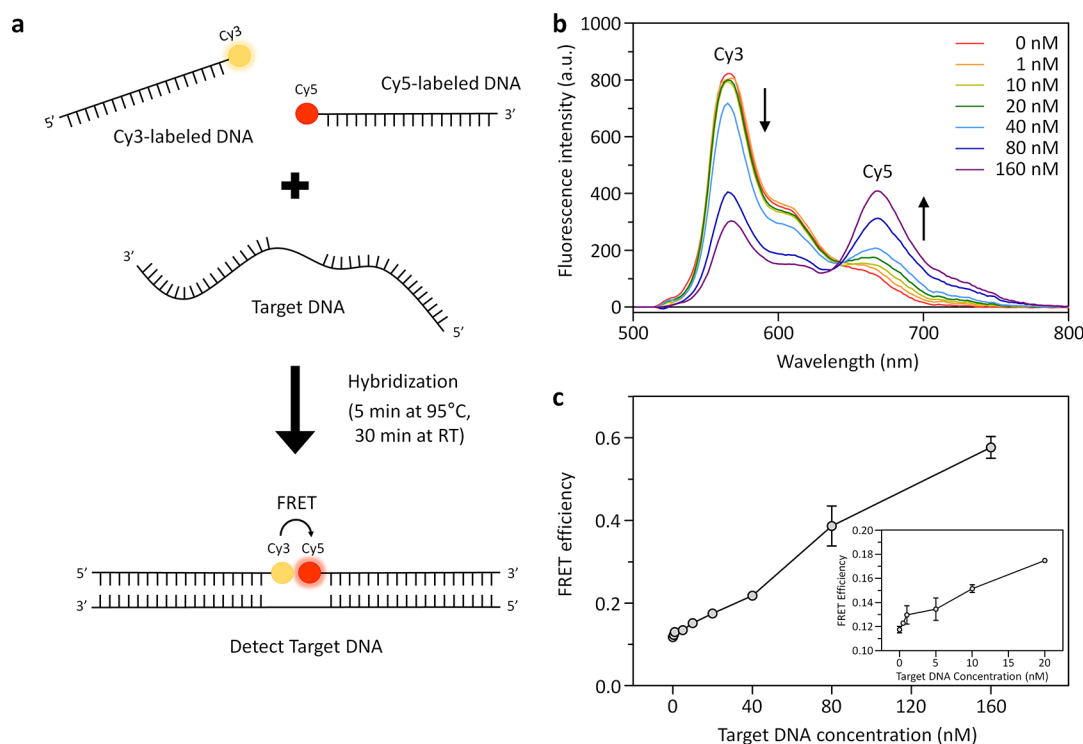 a
Cy3
5′
Cy3-labeled DNA
Cy5
Cy5-labeled DNA
3′
3′
Target DNA
5′
Hybridization
(5 min at 95°C,
30 min at RT)
FRET
Cy3
Cy5
5′
3′
3′
5′
Detect Target DNA
b
1000
800
600
400
200
0
Fluorescence intensity (a.u.)
Cy3
Cy5
0 nM
1 nM
10 nM
20 nM
40 nM
80 nM
160 nM
500
600
700
800
Wavelength (nm)
c
0.6
0.4
0.2
0.0
FRET efficiency
0
40
80
120
160
Target DNA concentration (nM)
0.20
0.18
0.16
0.14
0.12
0.10
FRET Efficiency
0
5
10
15
20
Target DNA Concentration (nM)